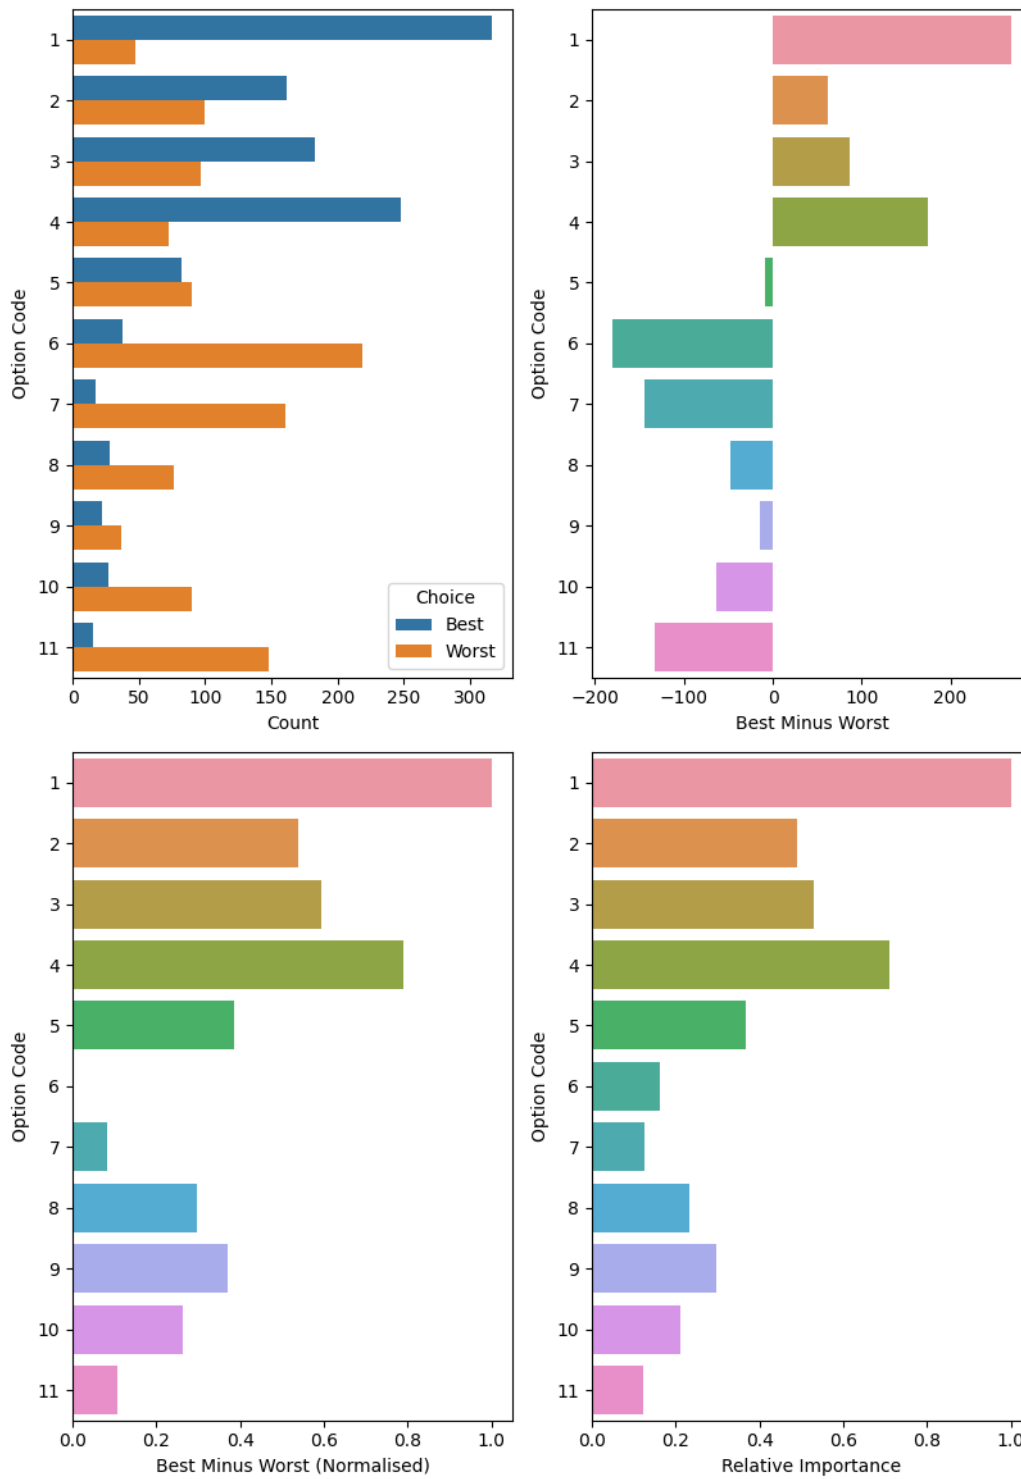 1
2
3
4
5
6
7
8
9
10
11
Option Code
0 50 100 150 200 250 300
Count
Choice
Best
Worst
1
2
3
4
5
6
7
8
9
10
11
Option Code
−200 −100 0 100 200
Best Minus Worst
1
2
3
4
5
6
7
8
9
10
11
Option Code
0.0 0.2 0.4 0.6 0.8 1.0
Best Minus Worst (Normalised)
1
2
3
4
5
6
7
8
9
10
11
Option Code
0.0 0.2 0.4 0.6 0.8 1.0
Relative Importance